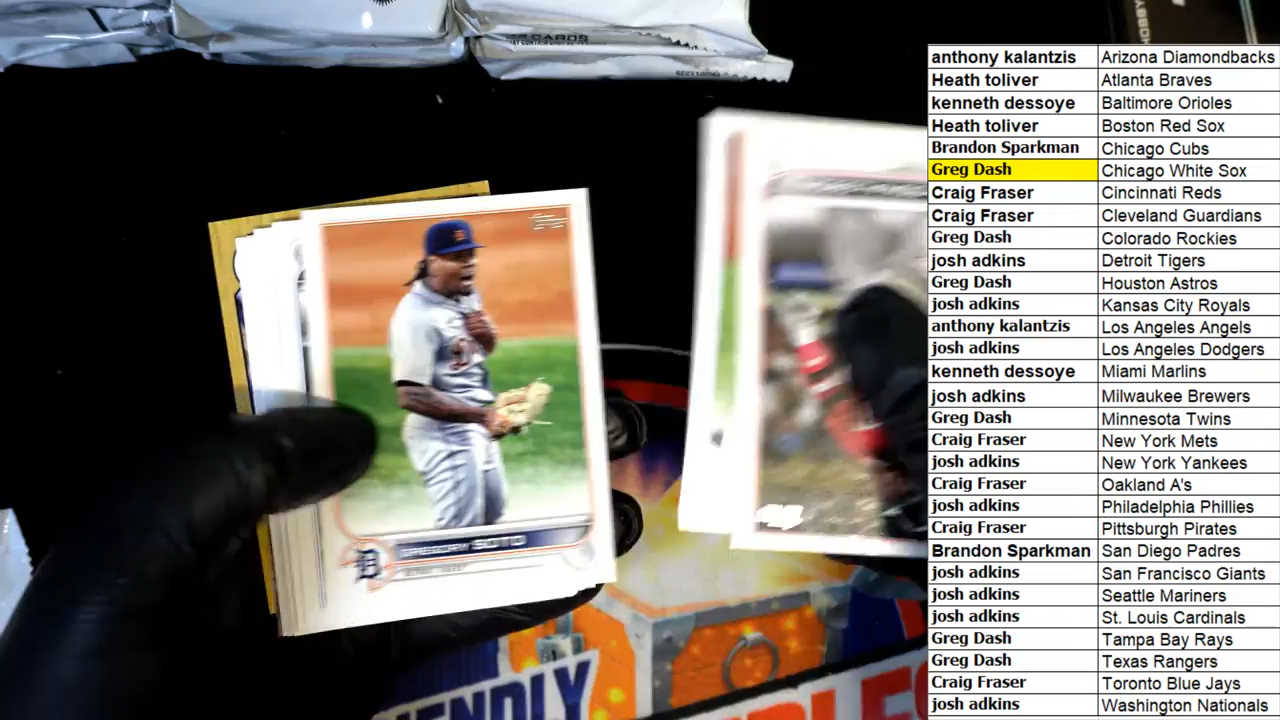 CARDS
anthony kalantzis Arizona Diamondbacks
Heath toliver Atlanta Braves
kenneth dessoye Baltimore Orioles
Heath toliver Boston Red Sox
Brandon Sparkman Chicago Cubs
Greg Dash Chicago White Sox
Craig Fraser Cincinnati Reds
Craig Fraser Cleveland Guardians
Greg Dash Colorado Rockies
josh adkins Detroit Tigers
Greg Dash Houston Astros
josh adkins Kansas City Royals
anthony kalantzis Los Angeles Angels
josh adkins Los Angeles Dodgers
kenneth dessoye Miami Marlins
josh adkins Milwaukee Brewers
Greg Dash Minnesota Twins
Craig Fraser New York Mets
josh adkins New York Yankees
Craig Fraser Oakland A's
josh adkins Philadelphia Phillies
Craig Fraser Pittsburgh Pirates
Brandon Sparkman San Diego Padres
josh adkins San Francisco Giants
josh adkins Seattle Mariners
josh adkins St. Louis Cardinals
Greg Dash Tampa Bay Rays
Greg Dash Texas Rangers
Craig Fraser Toronto Blue Jays
josh adkins Washington Nationals
D
GREGORY SOTO
ENDLY